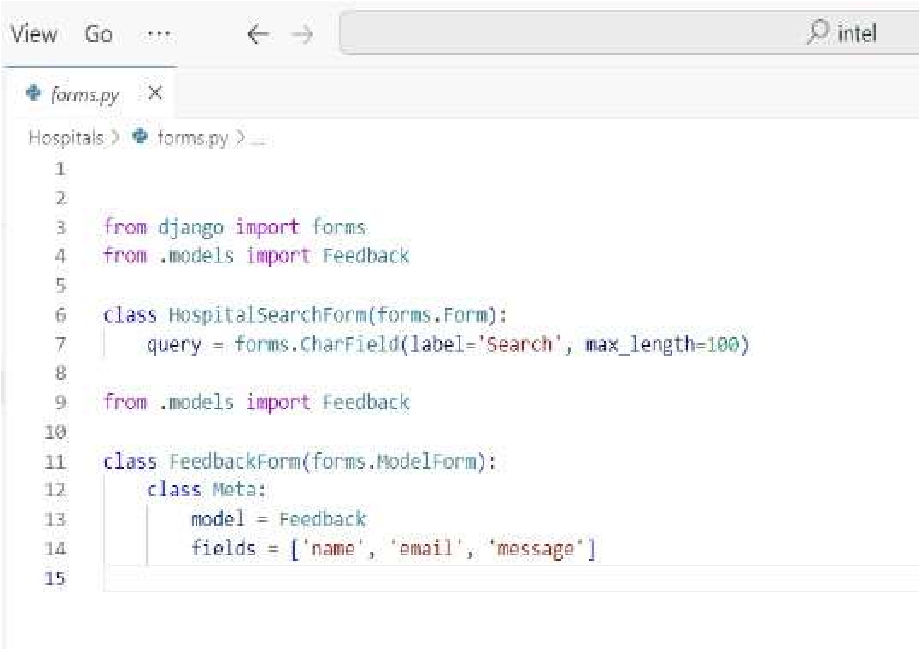 View Go ··· ← → intel
forms.py ×
Hospitals > forms.py > ...
1
2
3 from django import forms
4 from .models import Feedback
5
6 class HospitalSearchForm(forms.Form):
7     query = forms.CharField(label='Search', max_length=100)
8
9 from .models import Feedback
10
11 class FeedbackForm(forms.ModelForm):
12     class Meta:
13         model = Feedback
14         fields = ['name', 'email', 'message']
15